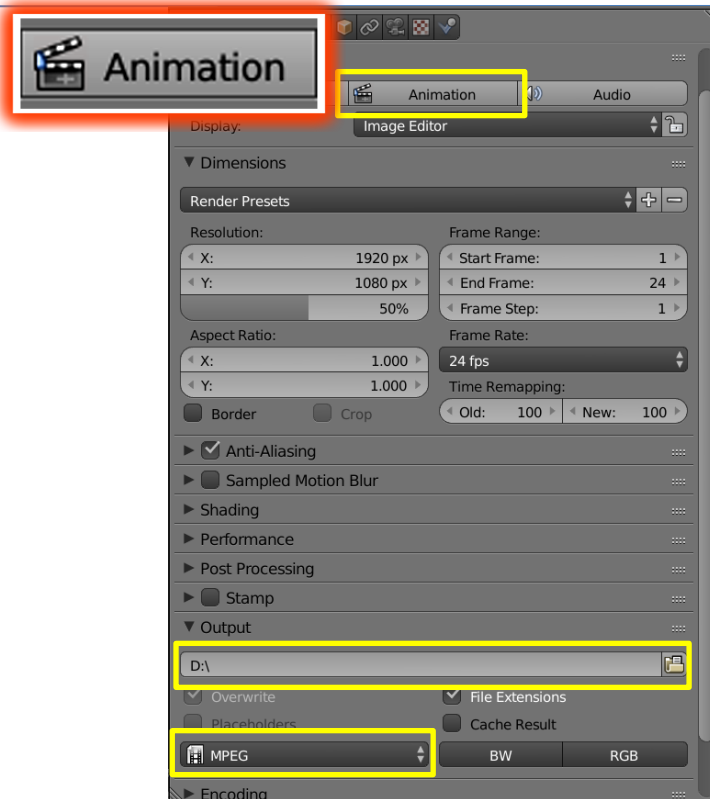 Animation
Animation Audio
Display: Image Editor
Dimensions
Render Presets
Resolution: Frame Range:
X: 1920 px Start Frame: 1
Y: 1080 px End Frame: 24
50% Frame Step: 1
Aspect Ratio: Frame Rate:
X: 1.000 24 fps
Y: 1.000 Time Remapping:
Border Crop Old: 100 New: 100
Anti-Aliasing
Sampled Motion Blur
Shading
Performance
Post Processing
Stamp
Output
D:\
Overwrite File Extensions
Placeholders Cache Result
MPEG BW RGB
Encoding